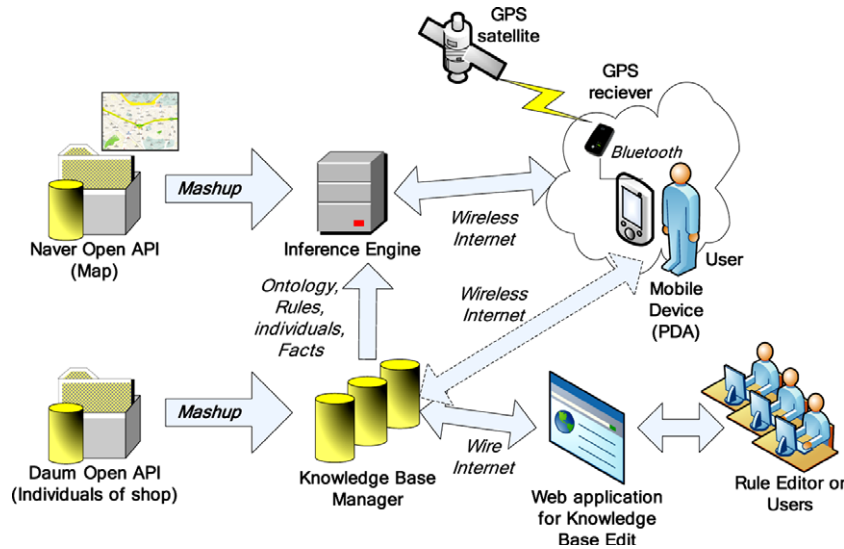 GPS
satellite
GPS
reciever
Bluetooth
Mashup
Naver Open API
(Map)
Inference Engine
Wireless
Internet
User
Mobile
Device
(PDA)
Ontology,
Rules,
individuals,
Facts
Wireless
Internet
Mashup
Daum Open API
(Individuals of shop)
Knowledge Base
Manager
Wire
Internet
Web application
for Knowledge
Base Edit
Rule Editor or
Users